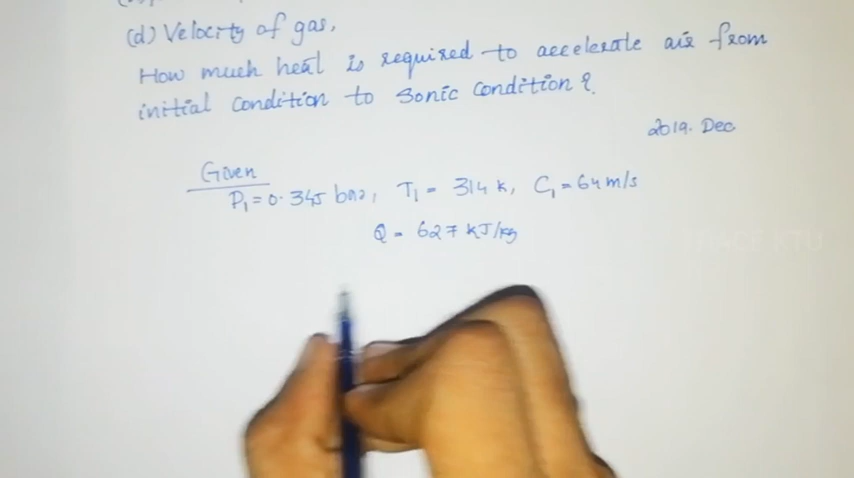 (d) Velocity of gas,
How much heat is required to accelerate air from
initial condition to sonic condition?
2019. Dec
Given
P1 = 0.345 bar, T1 = 314 K, C1 = 64 m/s
Q = 627 KJ/kg